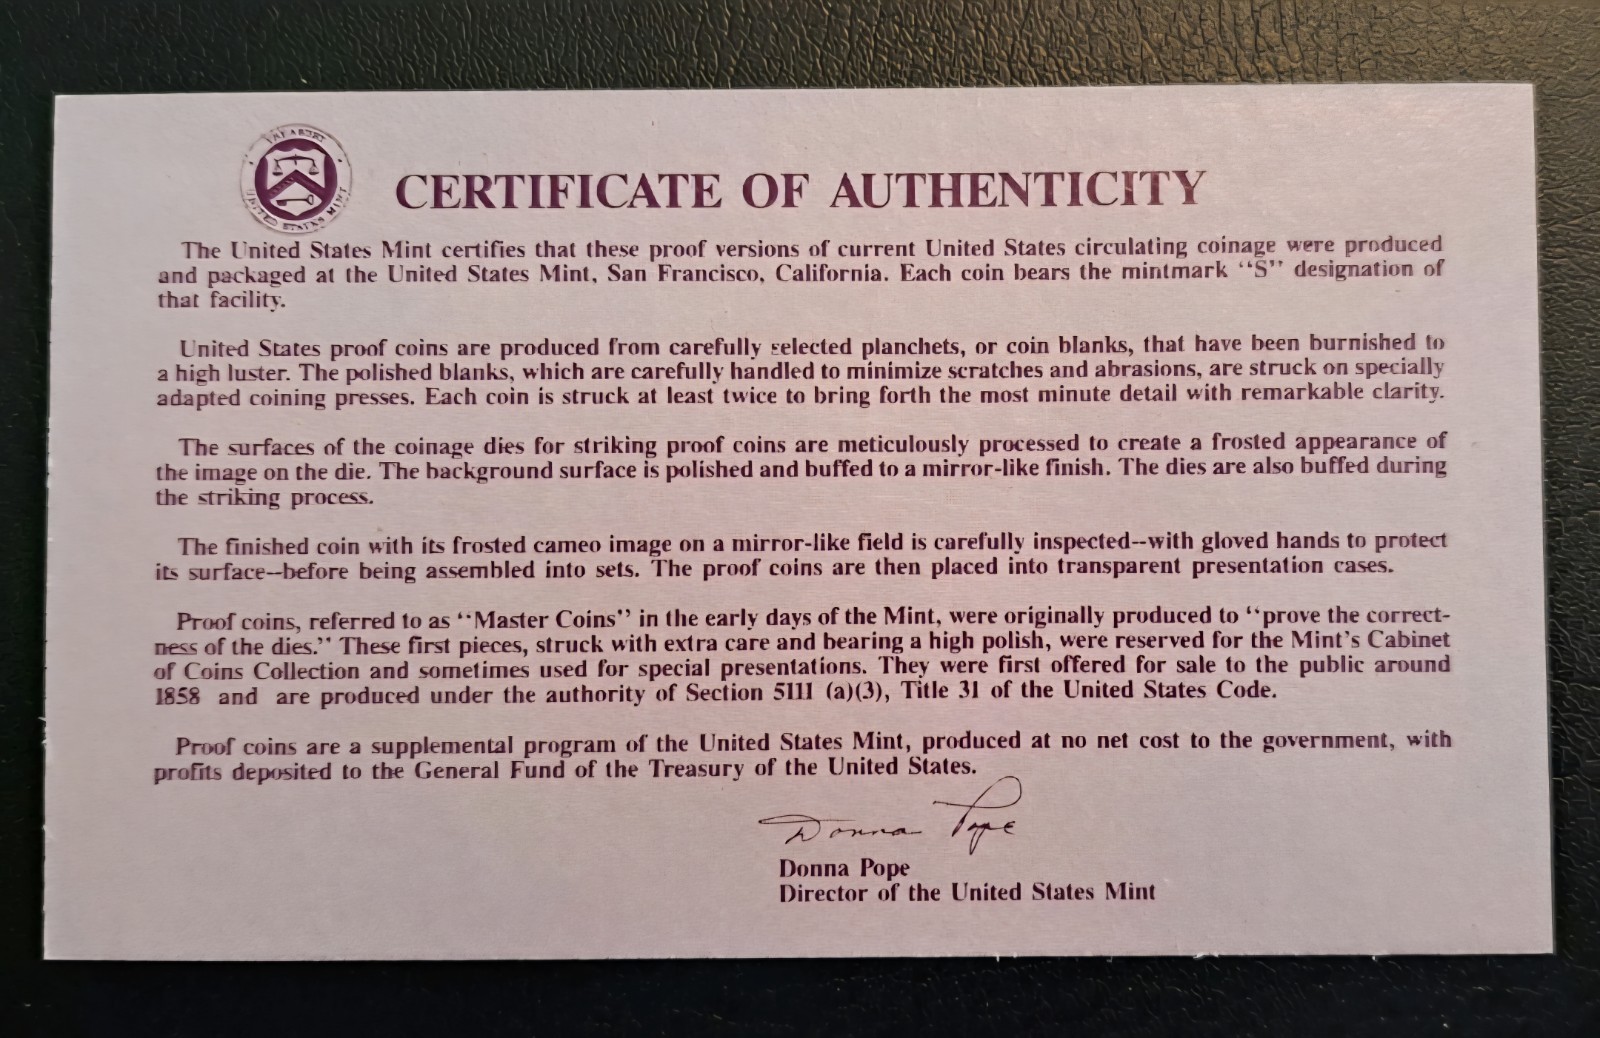 TREASURY
UNITED STATES MINT
CERTIFICATE OF AUTHENTICITY
The United States Mint certifies that these proof versions of current United States circulating coinage were produced
and packaged at the United States Mint, San Francisco, California. Each coin bears the mintmark "S" designation of
that facility.
United States proof coins are produced from carefully selected planchets, or coin blanks, that have been burnished to
a high luster. The polished blanks, which are carefully handled to minimize scratches and abrasions, are struck on specially
adapted coining presses. Each coin is struck at least twice to bring forth the most minute detail with remarkable clarity.
The surfaces of the coinage dies for striking proof coins are meticulously processed to create a frosted appearance of
the image on the die. The background surface is polished and buffed to a mirror-like finish. The dies are also buffed during
the striking process.
The finished coin with its frosted cameo image on a mirror-like field is carefully inspected--with gloved hands to protect
its surface--before being assembled into sets. The proof coins are then placed into transparent presentation cases.
Proof coins, referred to as "Master Coins" in the early days of the Mint, were originally produced to "prove the correct-
ness of the dies." These first pieces, struck with extra care and bearing a high polish, were reserved for the Mint's Cabinet
of Coins Collection and sometimes used for special presentations. They were first offered for sale to the public around
1858 and are produced under the authority of Section 5111 (a)(3), Title 31 of the United States Code.
Proof coins are a supplemental program of the United States Mint, produced at no net cost to the government, with
profits deposited to the General Fund of the Treasury of the United States.
Donna Pope
Donna Pope
Director of the United States Mint